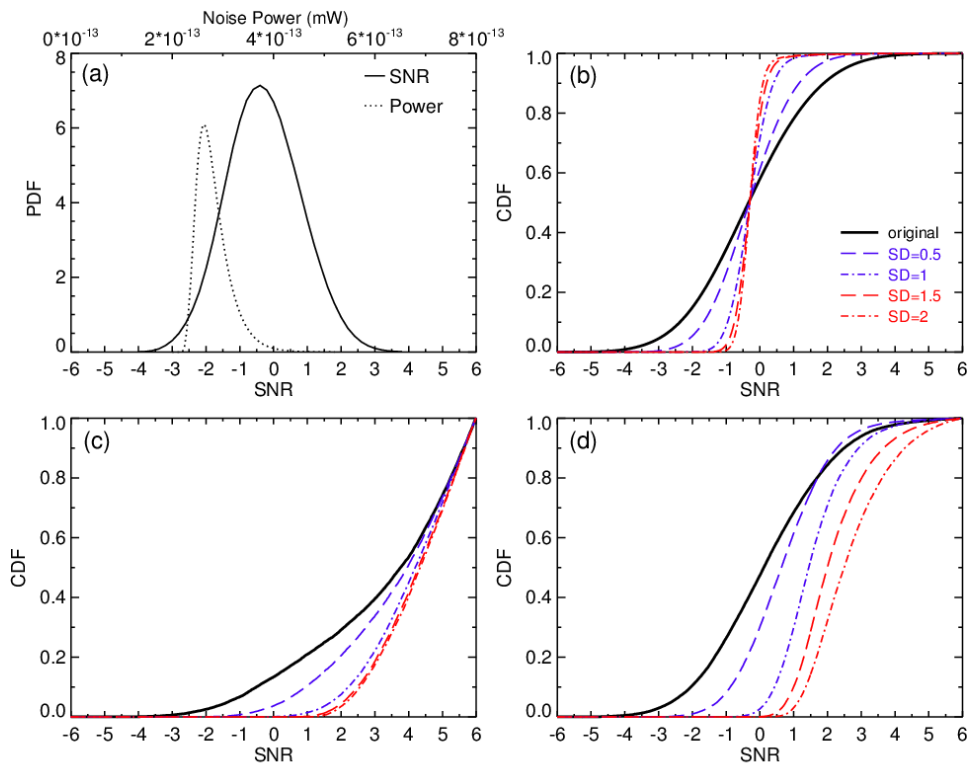 Noise Power (mW)
0*10-13 2*10-13 4*10-13 6*10-13 8*10-13
(a)
SNR
Power
8
6
4
2
0
PDF
-6 -5 -4 -3 -2 -1 0 1 2 3 4 5 6
SNR
(b)
1.0
0.8
0.6
0.4
0.2
0.0
CDF
original
SD=0.5
SD=1
SD=1.5
SD=2
-6 -5 -4 -3 -2 -1 0 1 2 3 4 5 6
SNR
(c)
1.0
0.8
0.6
0.4
0.2
0.0
CDF
-6 -5 -4 -3 -2 -1 0 1 2 3 4 5 6
SNR
(d)
1.0
0.8
0.6
0.4
0.2
0.0
CDF
-6 -5 -4 -3 -2 -1 0 1 2 3 4 5 6
SNR